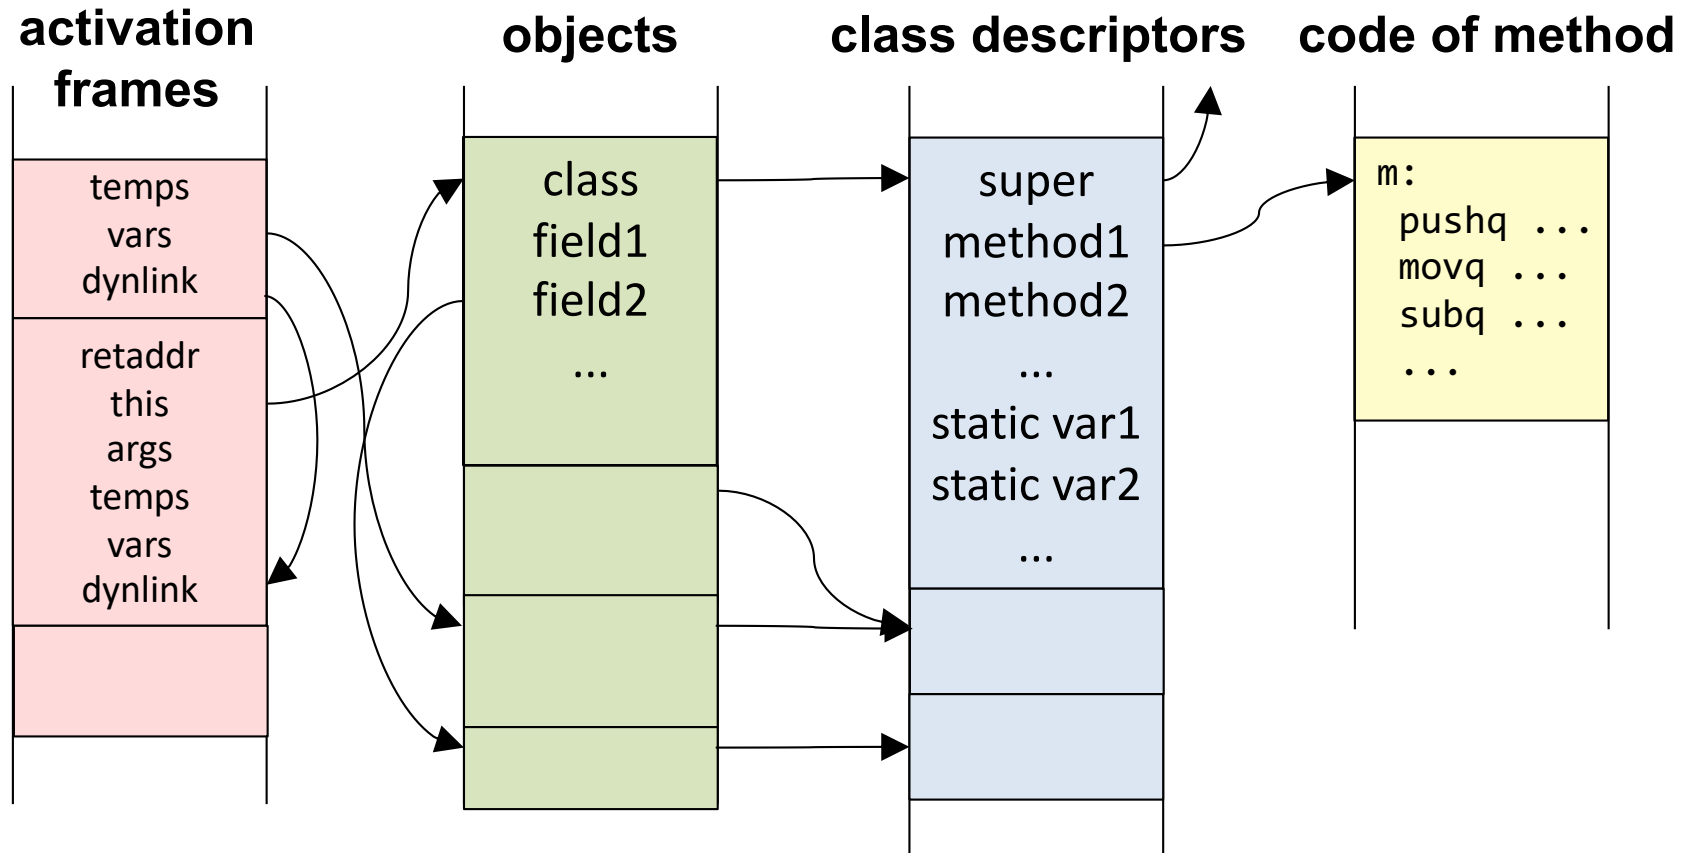 activation
frames
temps
vars
dynlink
retaddr
this
args
temps
vars
dynlink
objects
class
field1
field2
...
class descriptors
super
method1
method2
...
static var1
static var2
...
code of method
m:
pushq ...
movq ...
subq ...
...